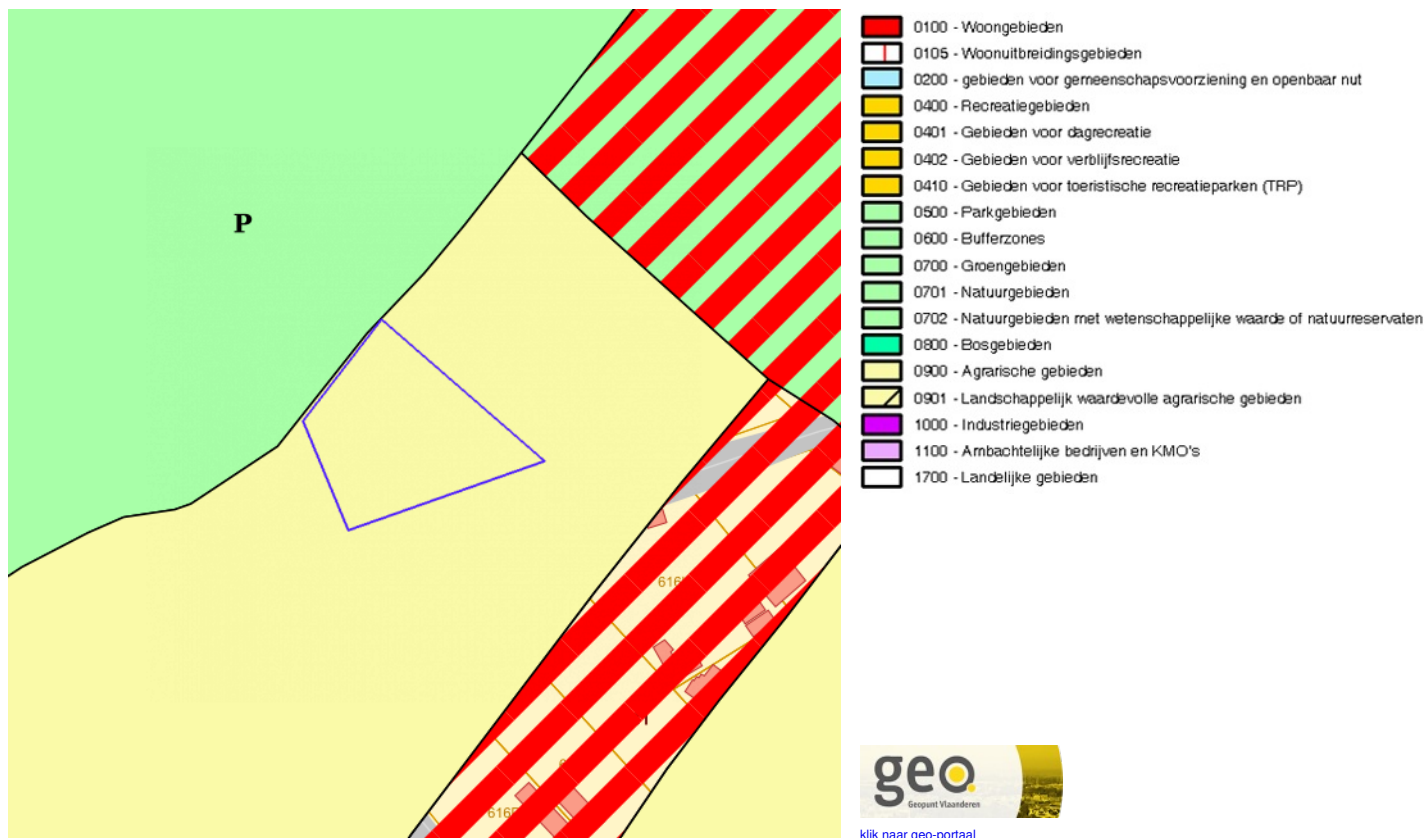 P
0100 - Woongebieden
0105 - Woonuitbreidingsgebieden
0200 - gebieden voor gemeenschapsvoorziening en openbaar nut
0400 - Recreatiegebieden
0401 - Gebieden voor dagrecreatie
0402 - Gebieden voor verblijfsrecreatie
0410 - Gebieden voor toeristische recreatieparken (TRP)
0500 - Parkgebieden
0600 - Bufferzones
0700 - Groengebieden
0701 - Natuurgebieden
0702 - Natuurgebieden met wetenschappelijke waarde of natuurreservaten
0800 - Bosgebieden
0900 - Agrarische gebieden
0901 - Landschappelijk waardevolle agrarische gebieden
1000 - Industriegebieden
1100 - Ambachtelijke bedrijven en KMO's
1700 - Landelijke gebieden
geo
Geopunt Vlaanderen
klik naar geo-portaal